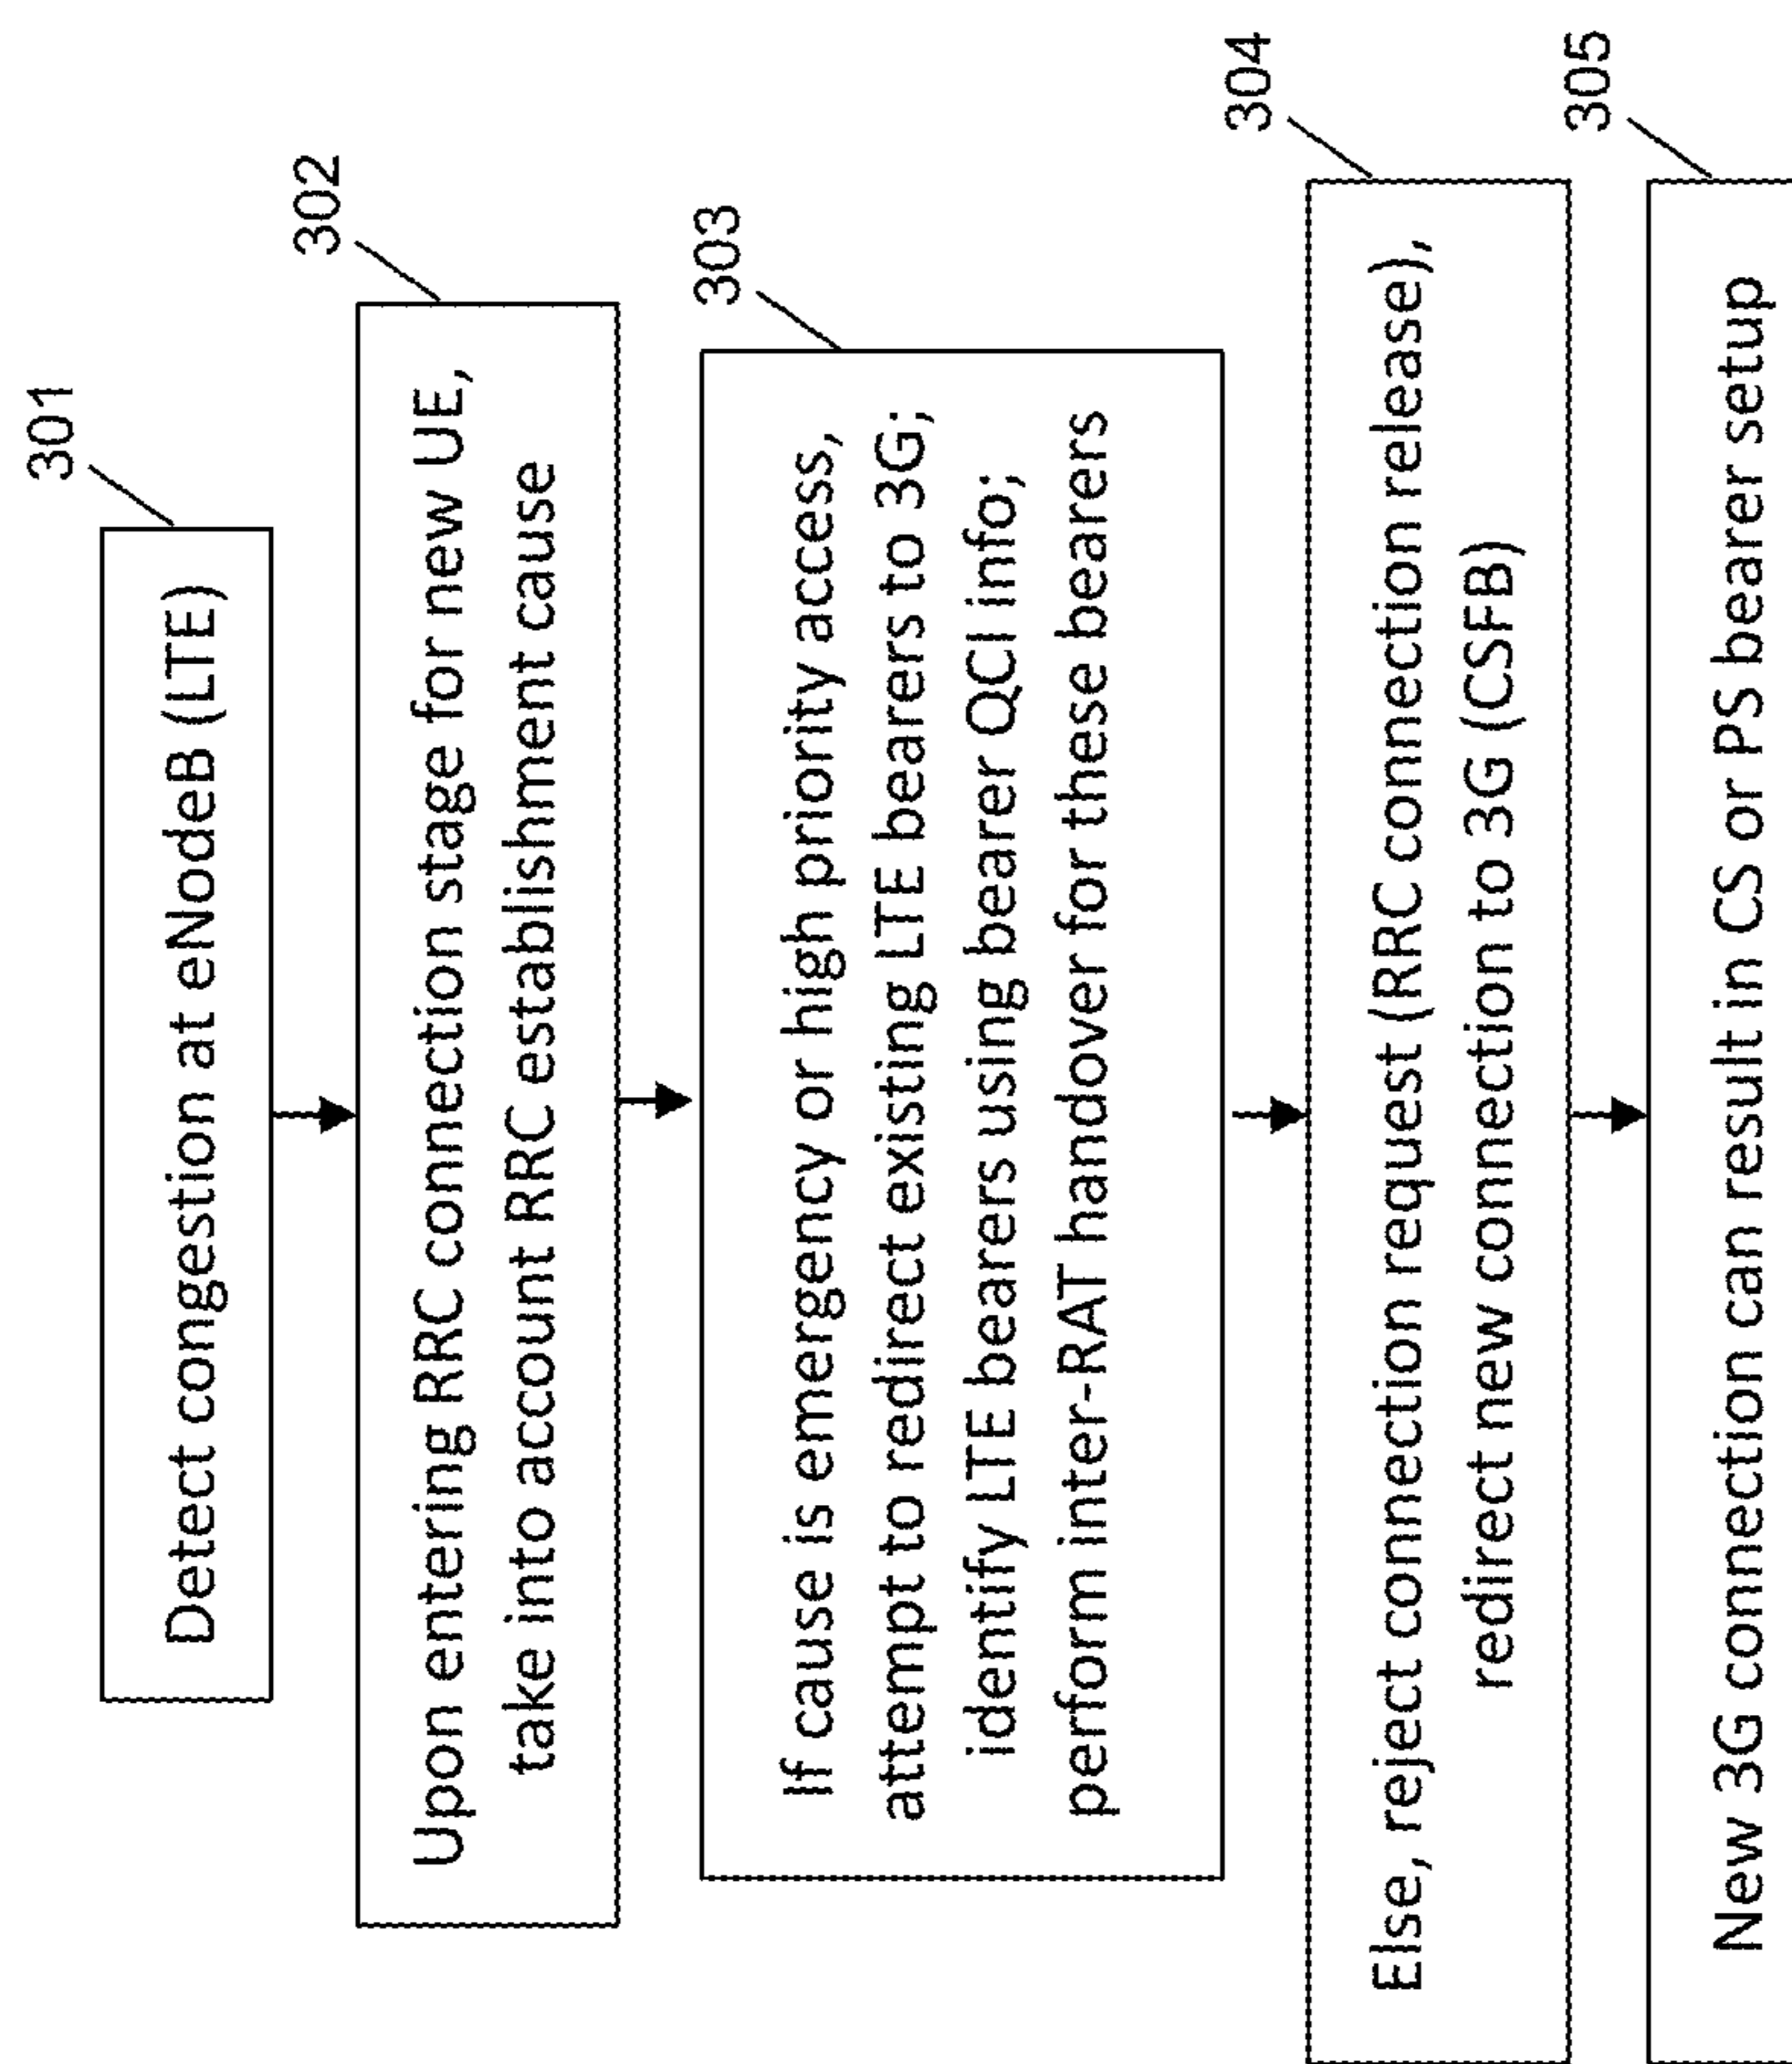 301
Detect congestion at eNodeB (LTE)
302
Upon entering RRC connection stage for new UE,
take into account RRC establishment cause
303
If cause is emergency or high priority access,
attempt to redirect existing LTE bearers to 3G;
identify LTE bearers using bearer QCI info;
perform inter-RAT handover for these bearers
304
Else, reject connection request (RRC connection release),
redirect new connection to 3G (CSFB)
305
New 3G connection can result in CS or PS bearer setup